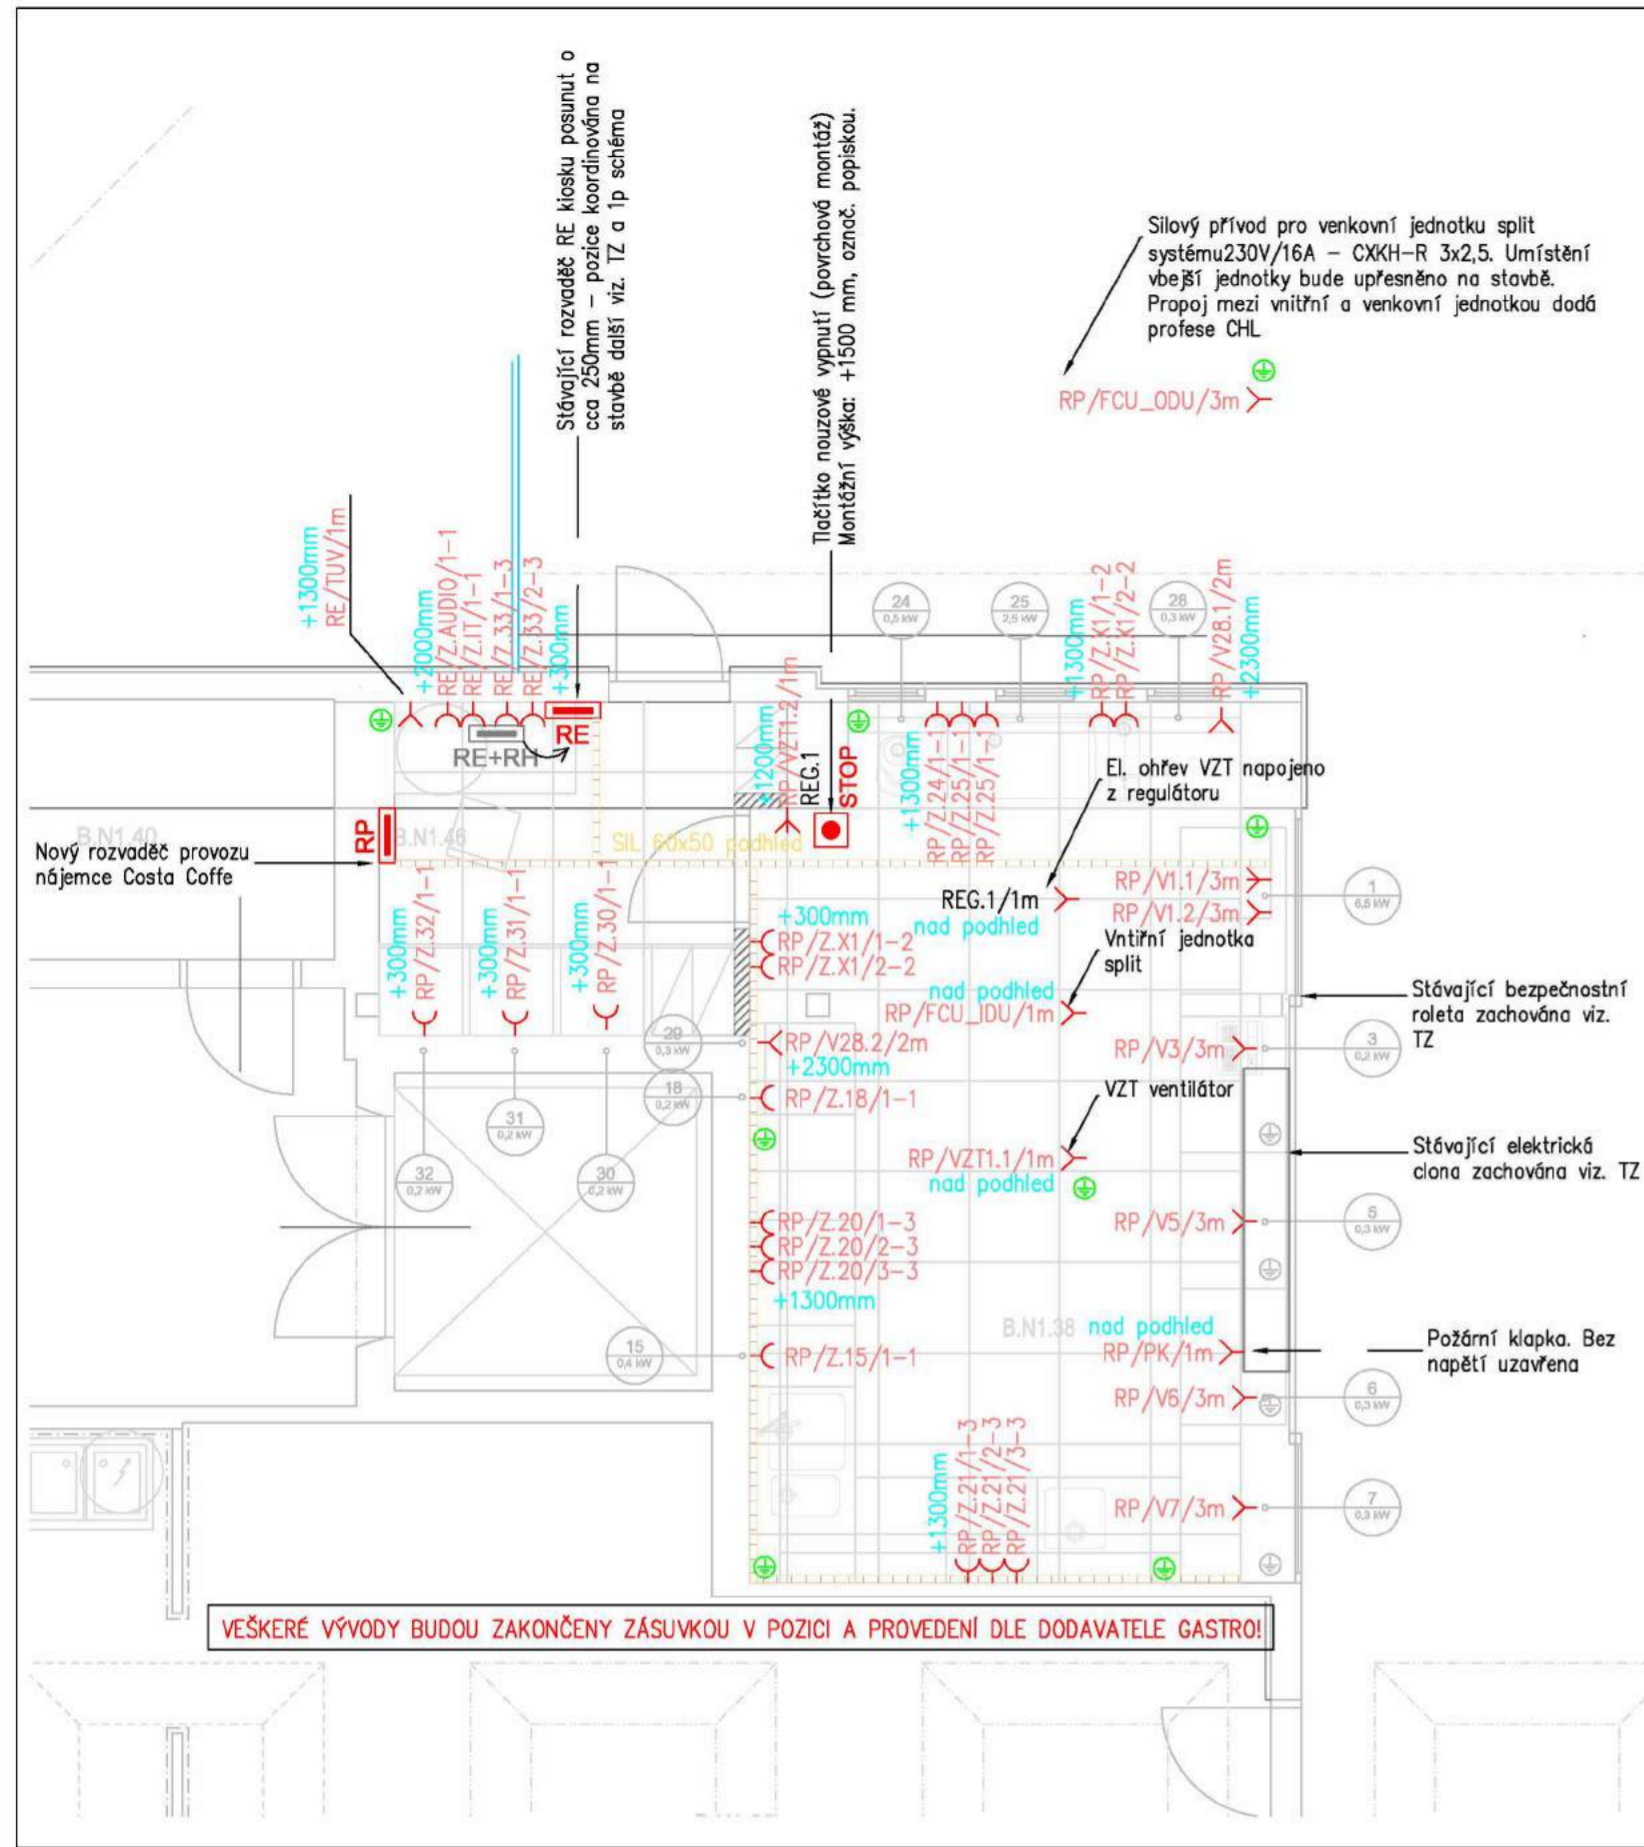 Stávající rozvaděč RE kiosku posunut o
cca 250mm – pozice koordinována na
stavbě další viz. TZ a 1p schéma
Tlačítko nouzové vypnutí (povrchová montáž)
Montážní výška: +1500 mm, označ. popiskou.
Silový přívod pro venkovní jednotku split
systému230V/16A – CXKH–R 3x2,5. Umístění
vbejší jednotky bude upřesněno na stavbě.
Propoj mezi vnitřní a venkovní jednotkou dodá
profese CHL
RP/FCU_ODU/3m
+1300mm
RE/TUV/1m
+2000mm
RE/Z.AUDIO/1-1
RE/Z.IT/1-1
RE/Z.33/1-3
RE/Z.33/2-3
+300mm
RE
RE+RH
+1200mm
RP/VZT1.2/1m
REG.1
STOP
24
0,5 kW
25
2,5 kW
28
0,3 kW
+1300mm
RP/Z.X1/1-2
RP/Z.X1/2-2
RP/V28.1/2m
+2300mm
+1300mm
RP/Z.24/1-1
RP/Z.25/1-1
RP/Z.25/1-1
El. ohřev VZT napojeno
z regulátoru
B.N1.40
RP
B.N1.46
SIL 60x50 podhled
Nový rozvaděč provozu
nájemce Costa Coffe
+300mm
RP/Z.32/1-1
+300mm
RP/Z.31/1-1
+300mm
RP/Z.30/1-1
+300mm
RP/Z.X1/1-2
RP/Z.X1/2-2
REG.1/1m
nad podhled
RP/V1.1/3m
RP/V1.2/3m
1
6,5 kW
Vntiřní jednotka
split
nad podhled
RP/FCU_IDU/1m
Stávající bezpečnostní
roleta zachována viz.
TZ
29
0,3 kW
RP/V28.2/2m
+2300mm
RP/V3/3m
3
0,2 kW
18
0,2 kW
RP/Z.18/1-1
VZT ventilátor
31
0,2 kW
32
0,2 kW
30
0,2 kW
RP/VZT1.1/1m
nad podhled
Stávající elektrická
clona zachována viz. TZ
RP/Z.20/1-3
RP/Z.20/2-3
RP/Z.20/3-3
+1300mm
RP/V5/3m
5
0,3 kW
B.N1.38
nad podhled
RP/PK/1m
Požární klapka. Bez
napětí uzavřena
15
0,4 kW
RP/Z.15/1-1
RP/V6/3m
6
0,3 kW
+1300mm
RP/Z.21/1-3
RP/Z.21/2-3
RP/Z.21/3-3
RP/V7/3m
7
0,3 kW
VEŠKERÉ VÝVODY BUDOU ZAKONČENY ZÁSUVKOU V POZICI A PROVEDENÍ DLE DODAVATELE GASTRO!